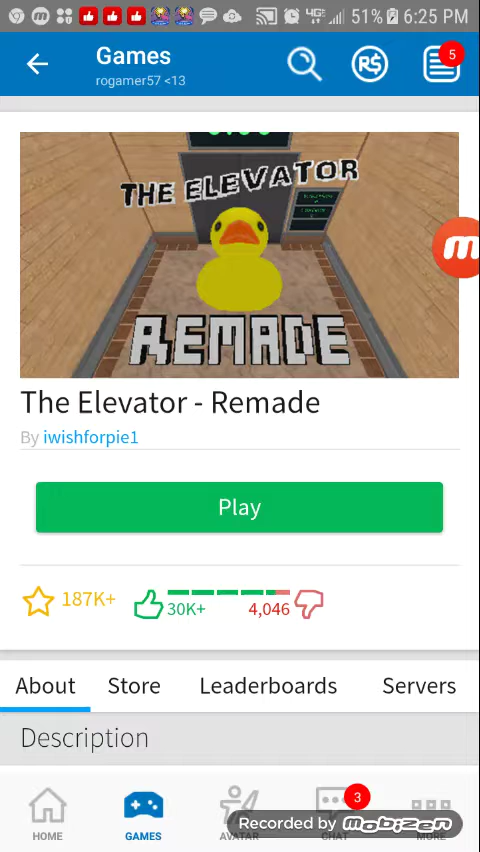 51% 6:25 PM
Games
rogamer57 <13
R$
5
THE ELEVATOR
REMADE
The Elevator - Remade
By iwishforpie1
Play
187K+ 30K+ 4,046
About Store Leaderboards Servers
Description
3
HOME GAMES AVATAR CHAT MORE
Recorded by mobizen